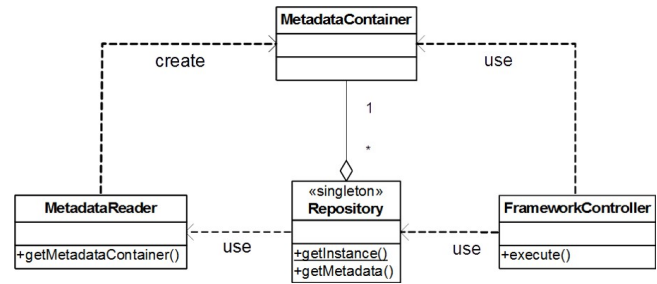 MetadataContainer
create
use
1
*
«singleton»
MetadataReader
Repository
FrameworkController
+getMetadataContainer()
use
+getInstance()
+getMetadata()
use
+execute()